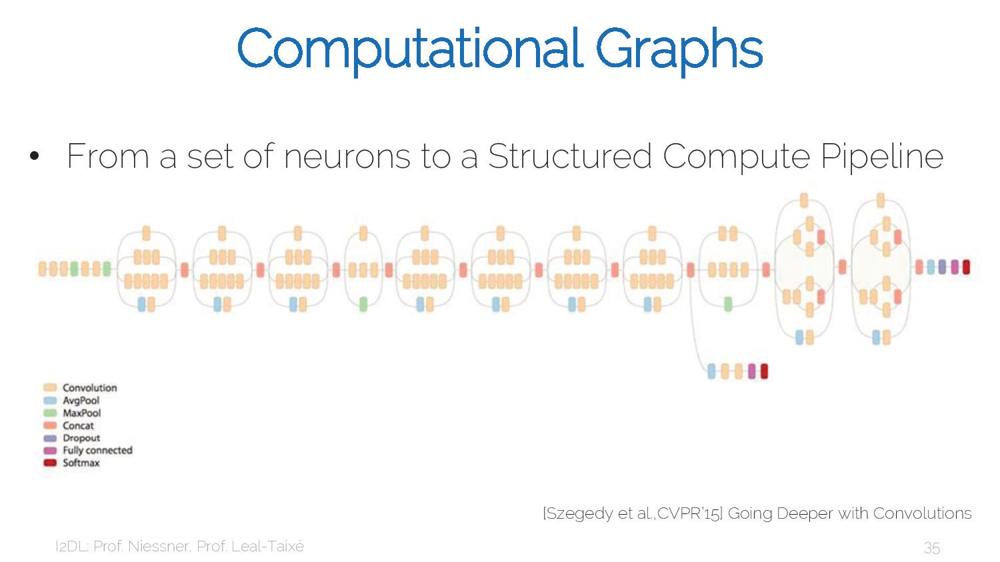 Computational Graphs
• From a set of neurons to a Structured Compute Pipeline
Convolution
AvgPool
MaxPool
Concat
Dropout
Fully connected
Softmax
[Szegedy et al.,CVPR'15] Going Deeper with Convolutions
I2DL: Prof. Niessner, Prof. Leal-Taixé
35